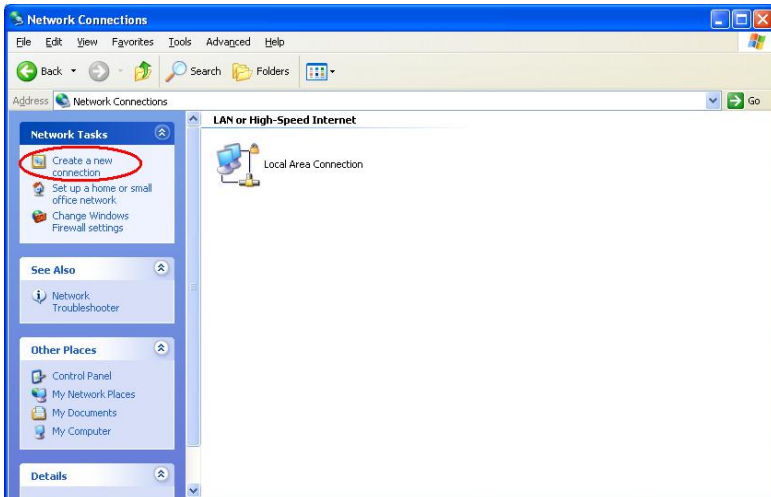 Network Connections
File Edit View Favorites Tools Advanced Help
Back Search Folders
Address Network Connections Go
Network Tasks
Create a new
connection
Set up a home or small
office network
Change Windows
Firewall settings
See Also
Network
Troubleshooter
Other Places
Control Panel
My Network Places
My Documents
My Computer
Details
LAN or High-Speed Internet
Local Area Connection